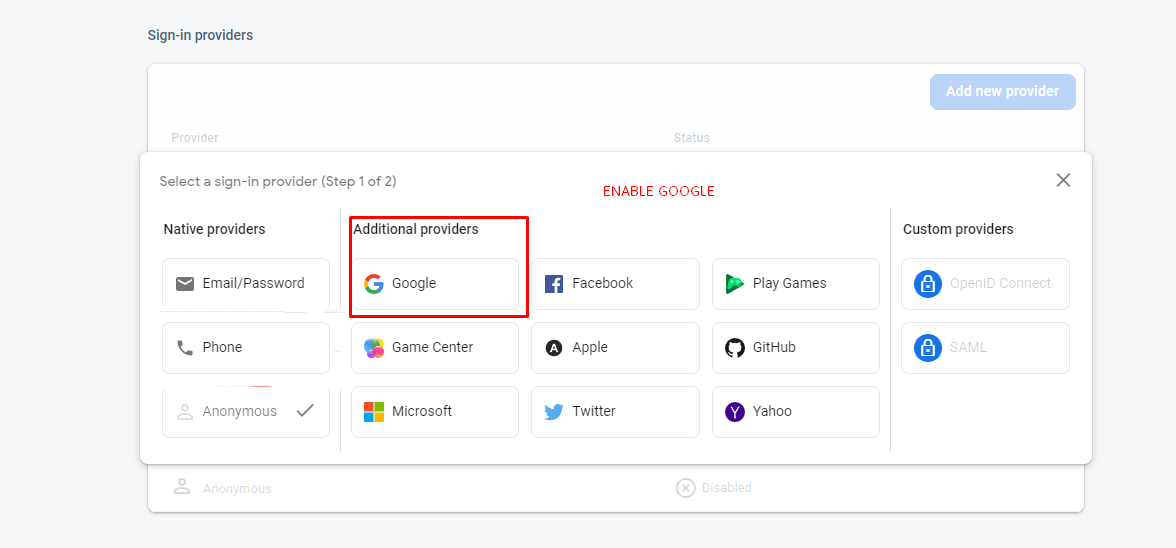 Sign-in providers
Add new provider
Provider Status
Select a sign-in provider (Step 1 of 2)
ENABLE GOOGLE
Native providers Additional providers Custom providers
Email/Password Google Facebook Play Games OpenID Connect
Phone Game Center Apple GitHub SAML
Anonymous Microsoft Twitter Yahoo
Anonymous Disabled